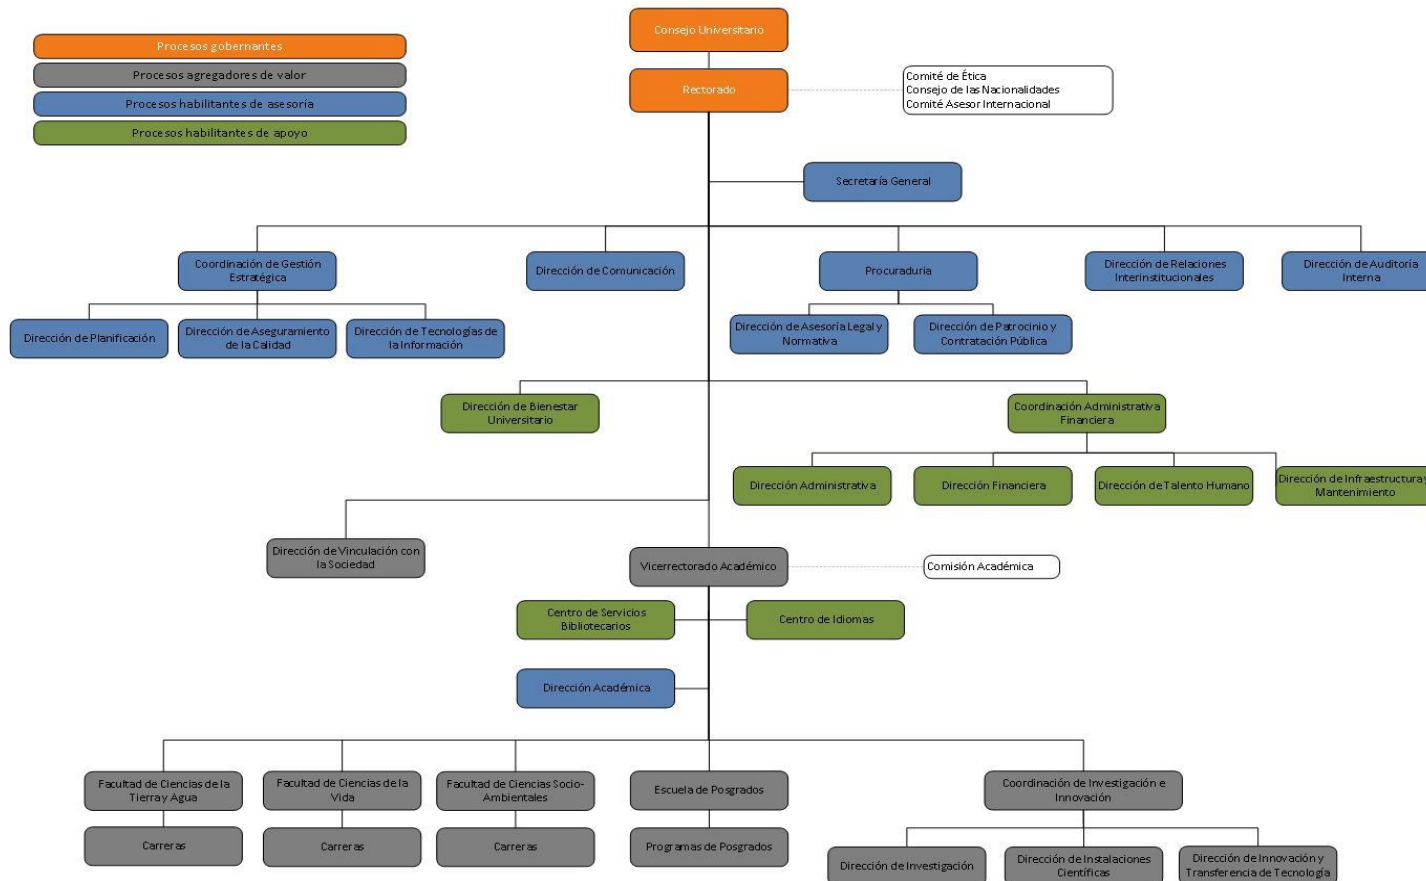 Consejo Universitario
Procesos gobernantes
Procesos agregadores de valor
Procesos habilitantes de asesoría
Procesos habilitantes de apoyo
Rectorado
Comité de Ética
Consejo de las Nacionalidades
Comité Asesor Internacional
Secretaría General
Coordinación de Gestión
Estratégica
Dirección de Comunicación
Procuraduria
Dirección de Relaciones
Interinstitucionales
Dirección de Auditoría
Interna
Dirección de Planificación
Dirección de Aseguramiento
de la Calidad
Dirección de Tecnologías de
la Información
Dirección de Asesoría Legal y
Normativa
Dirección de Patrocinio y
Contratación Pública
Dirección de Bienestar
Universitario
Coordinación Administrativa
Financiera
Dirección Administrativa
Dirección Financiera
Dirección de Talento Humano
Dirección de Infraestructura y
Mantenimiento
Dirección de Vinculación con
la Sociedad
Vicerrectorado Académico
Comisión Académica
Centro de Servicios
Bibliotecarios
Centro de Idiomas
Dirección Académica
Facultad de Ciencias de la
Tierra y Agua
Facultad de Ciencias de la
Vida
Facultad de Ciencias Socio-
Ambientales
Escuela de Posgrados
Coordinación de Investigación e
Innovación
Carreras
Carreras
Carreras
Programas de Posgrados
Dirección de Investigación
Dirección de Instalaciones
Científicas
Dirección de Innovación y
Transferencia de Tecnología